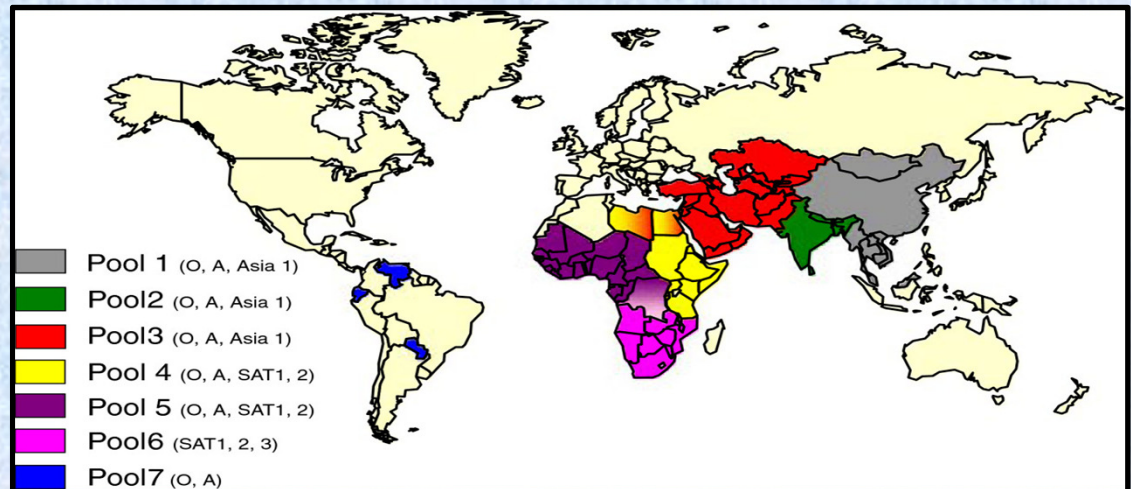 Pool 1 (O, A, Asia 1)
Pool2 (O, A, Asia 1)
Pool3 (O, A, Asia 1)
Pool 4 (O, A, SAT1, 2)
Pool 5 (O, A, SAT1, 2)
Pool6 (SAT1, 2, 3)
Pool7 (O, A)